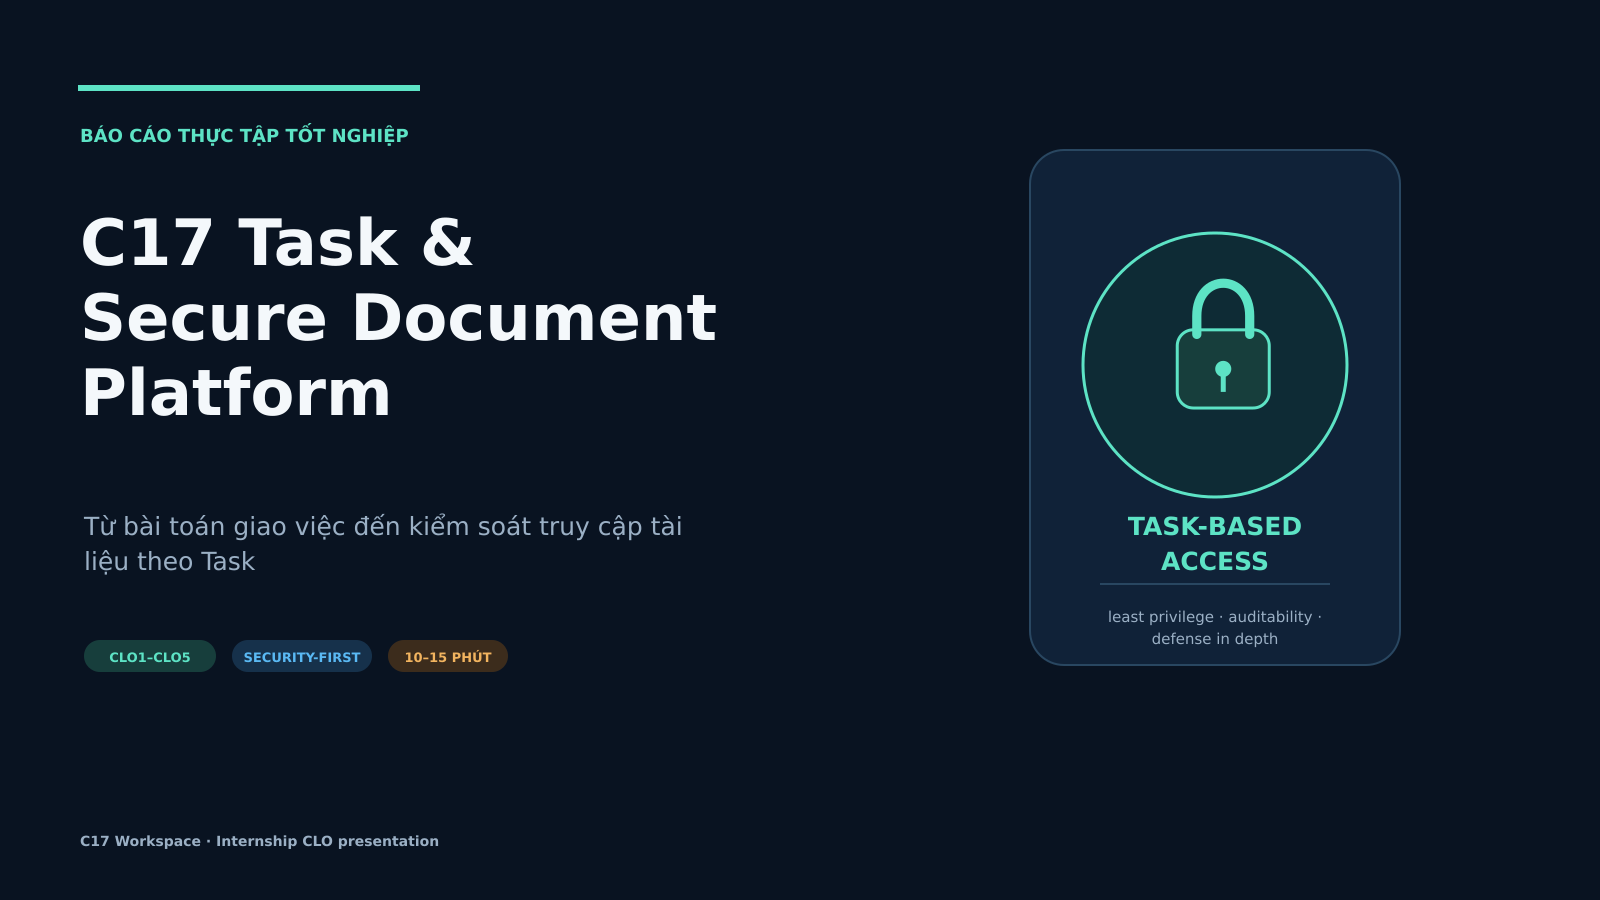 BÁO CÁO THỰC TẬP TỐT NGHIỆP
C17 Task &
Secure Document
Platform
Từ bài toán giao việc đến kiểm soát truy cập tài
liệu theo Task
CLO1–CLO5
SECURITY-FIRST
10–15 PHÚT
TASK-BASED
ACCESS
least privilege · auditability ·
defense in depth
C17 Workspace · Internship CLO presentation